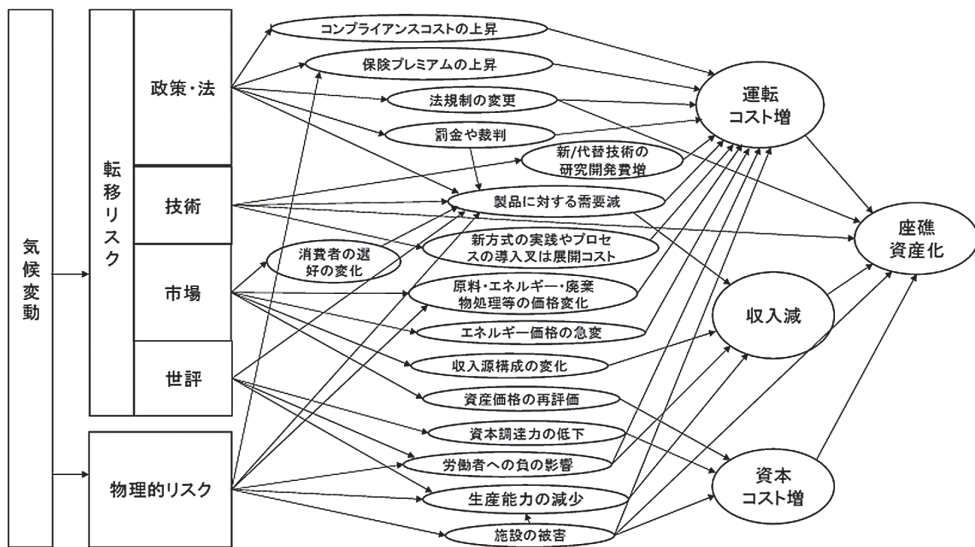 気候変動
転移リスク
政策・法
技術
市場
世評
物理的リスク
コンプライアンスコストの上昇
保険プレミアムの上昇
法規制の変更
罰金や裁判
新/代替技術の
研究開発費増
製品に対する需要減
新方式の実践やプロセ
スの導入叉は展開コスト
消費者の選
好の変化
原料・エネルギー・廃棄
物処理等の価格変化
エネルギー価格の急変
収入源構成の変化
資産価格の再評価
資本調達力の低下
労働者への負の影響
生産能力の減少
施設の被害
運転
コスト増
収入減
資本
コスト増
座礁
資産化